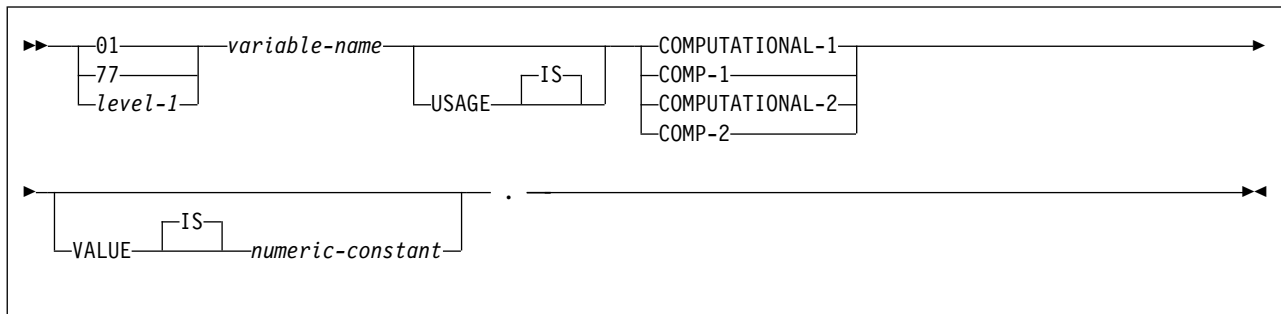 01 variable-name COMPUTATIONAL-1
77 IS COMP-1
level-1 USAGE COMPUTATIONAL-2
COMP-2
.
IS
VALUE numeric-constant